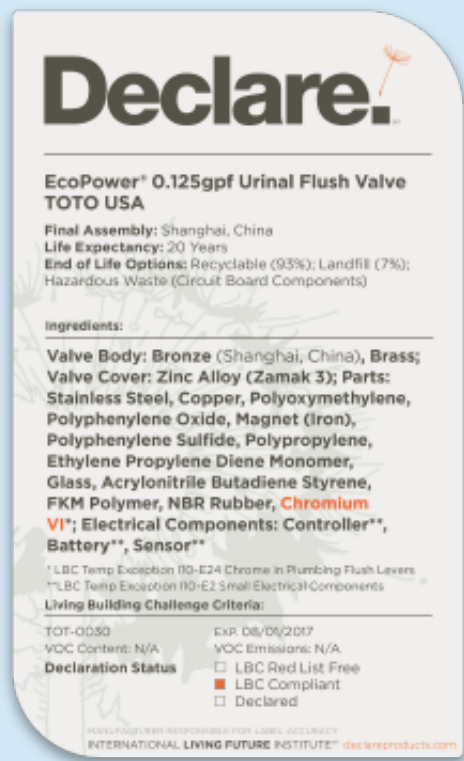 Declare.
EcoPower® 0.125gpf Urinal Flush Valve
TOTO USA
Final Assembly: Shanghai, China
Life Expectancy: 20 Years
End of Life Options: Recyclable (93%); Landfill (7%);
Hazardous Waste (Circuit Board Components)
Ingredients:
Valve Body: Bronze (Shanghai, China), Brass;
Valve Cover: Zinc Alloy (Zamak 3); Parts:
Stainless Steel, Copper, Polyoxymethylene,
Polyphenylene Oxide, Magnet (Iron),
Polyphenylene Sulfide, Polypropylene,
Ethylene Propylene Diene Monomer,
Glass, Acrylonitrile Butadiene Styrene,
FKM Polymer, NBR Rubber, Chromium
VI*; Electrical Components: Controller**,
Battery**, Sensor**
* LBC Temp Exception I10-E24 Chrome in Plumbing Flush Levers
**LBC Temp Exception I10-E2 Small Electrical Components
Living Building Challenge Criteria:
TOT-0030 EXP. 08/01/2017
VOC Content: N/A VOC Emissions: N/A
Declaration Status ☐ LBC Red List Free
■ LBC Compliant
☐ Declared
MANUFACTURER RESPONSIBLE FOR LABEL ACCURACY
INTERNATIONAL LIVING FUTURE INSTITUTE℠ declareproducts.com